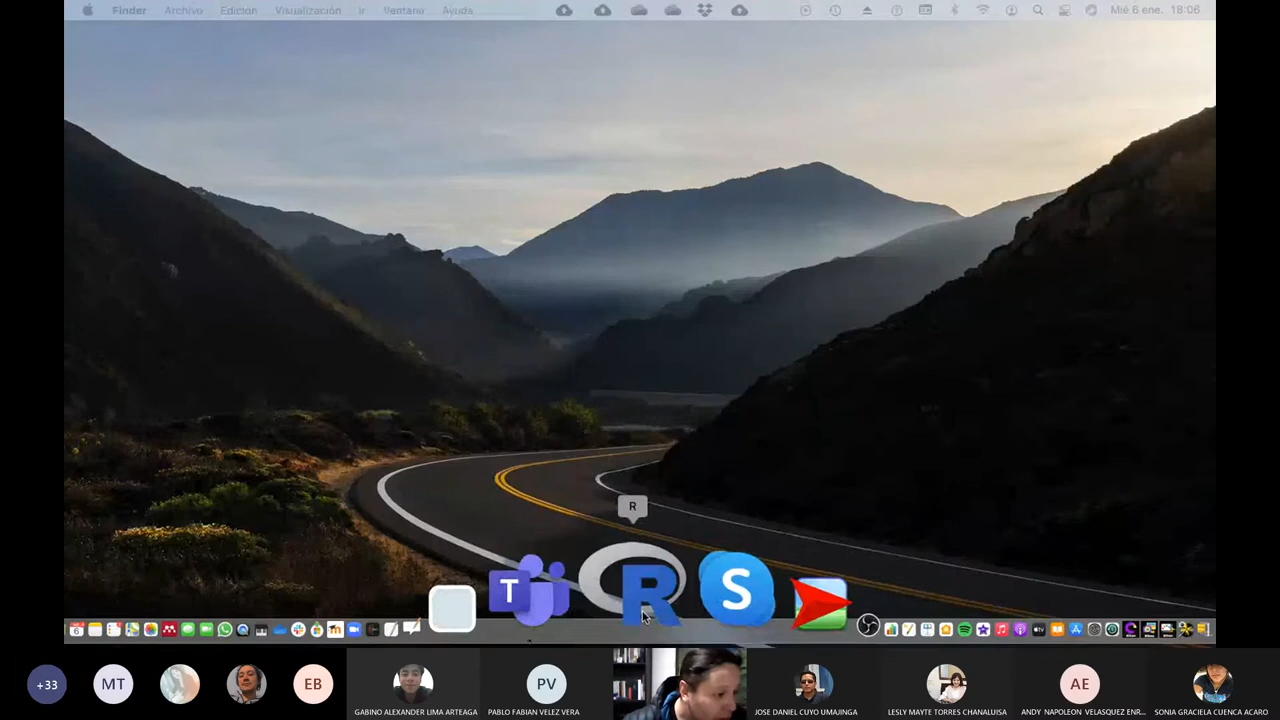 Finder Archivo Edición Visualización Ir Ventana Ayuda Mié 6 ene. 18:06
R
T
R
S
6
+33
MT
EB
PV
AE
GABINO ALEXANDER LIMA ARTEAGA
PABLO FABIAN VELEZ VERA
JOSE DANIEL CUYO UMAJINGA
LESLY MAYTE TORRES CHANALUISA
ANDY NAPOLEON VELASQUEZ ENR...
SONIA GRACIELA CUENCA ACARO